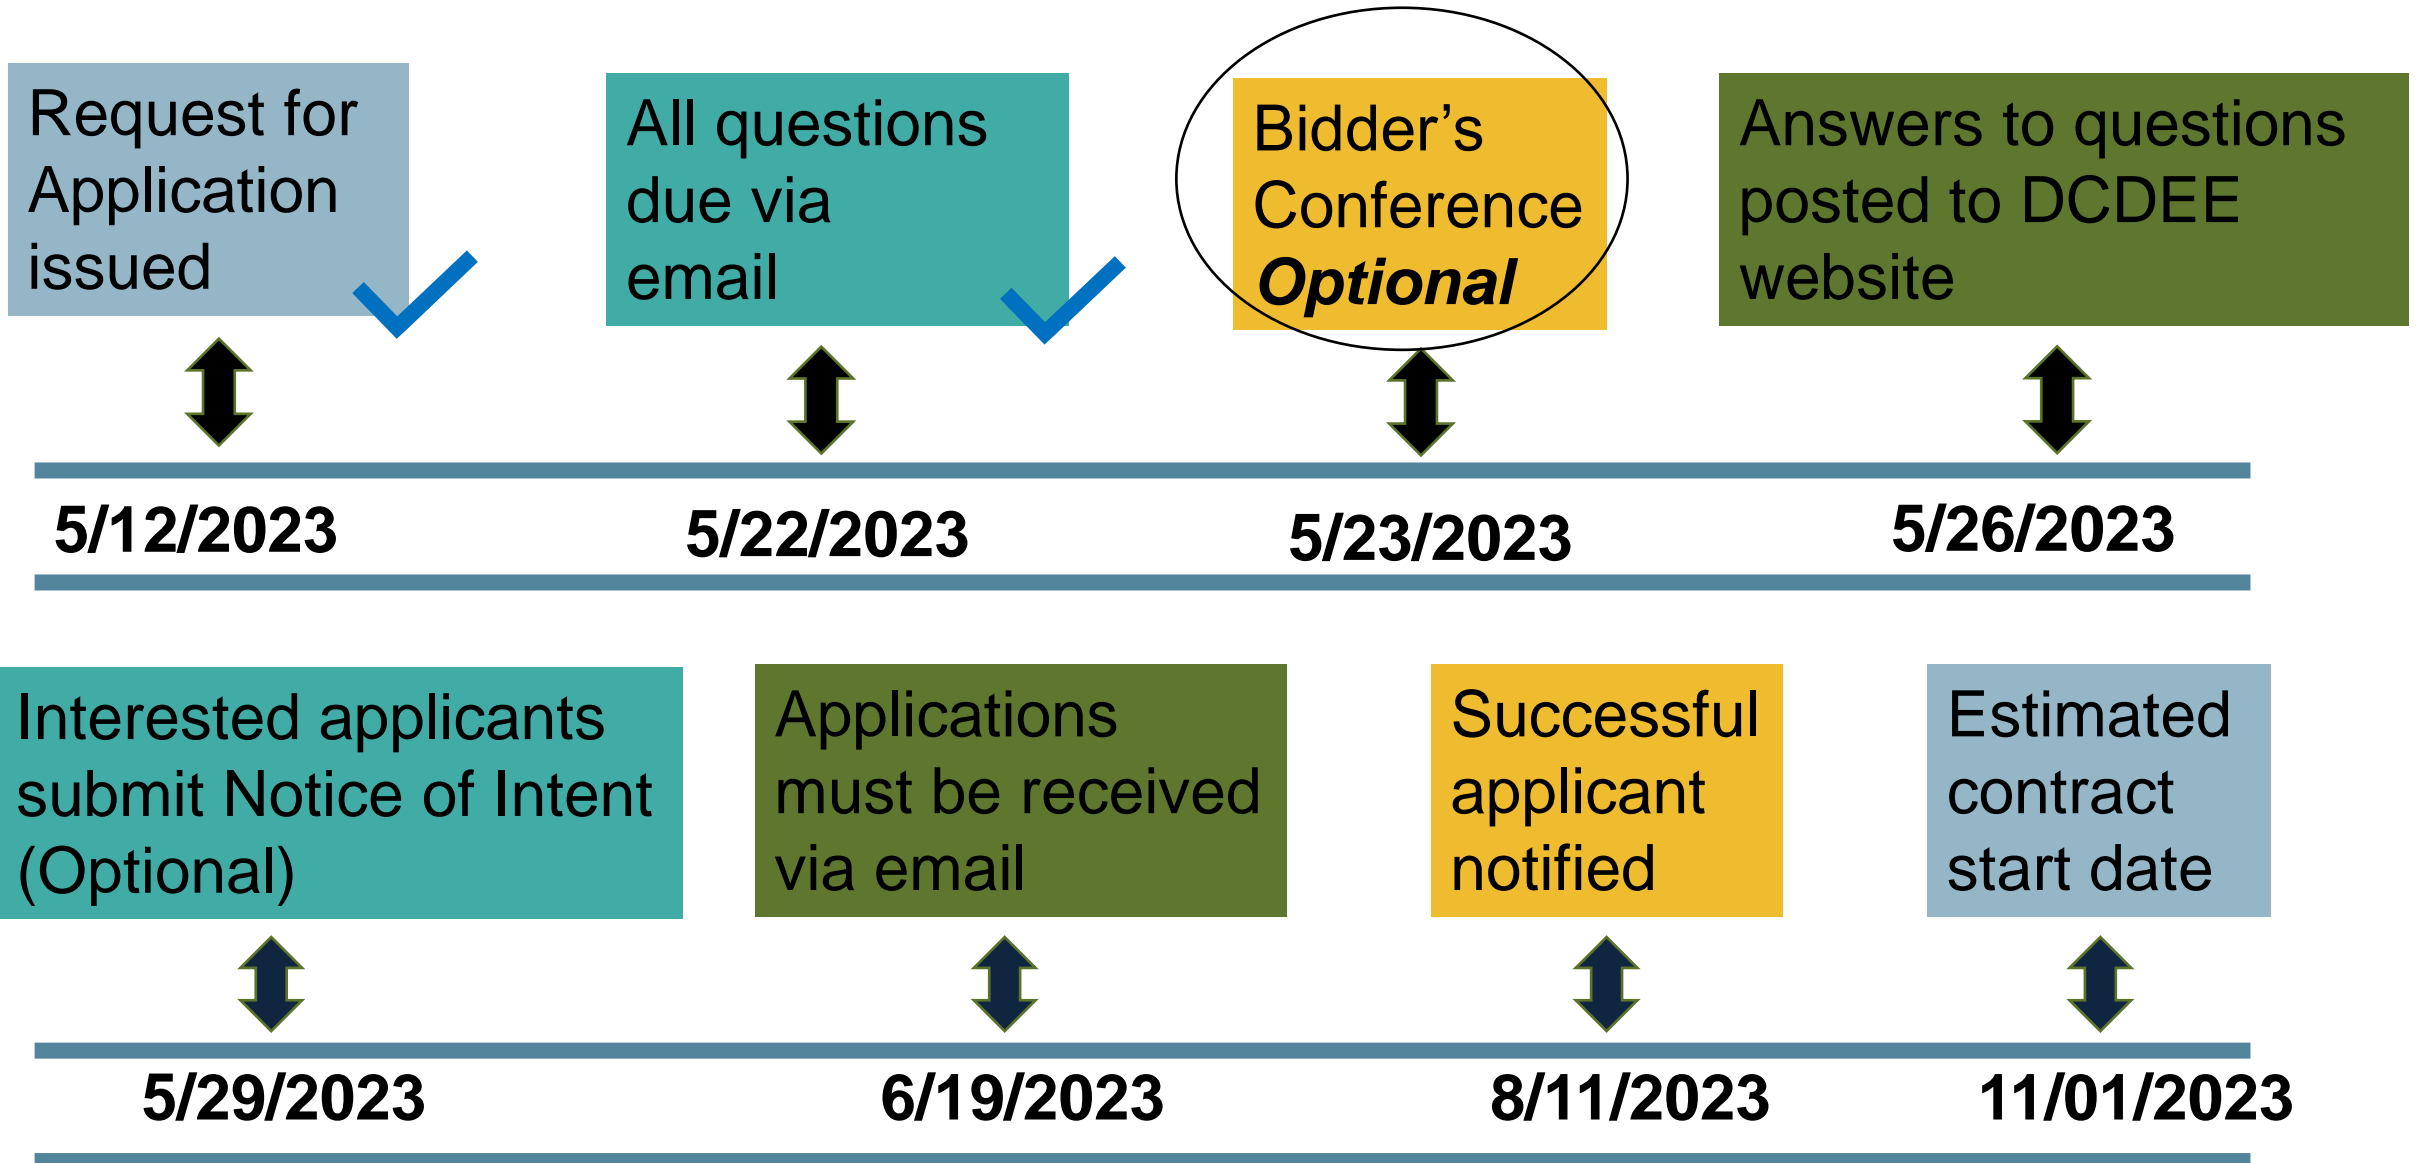 Request for
Application
issued
All questions
due via
email
Bidder’s
Conference
Optional
Answers to questions
posted to DCDEE
website
5/12/2023
5/22/2023
5/23/2023
5/26/2023
Interested applicants
submit Notice of Intent
(Optional)
Applications
must be received
via email
Successful
applicant
notified
Estimated
contract
start date
5/29/2023
6/19/2023
8/11/2023
11/01/2023